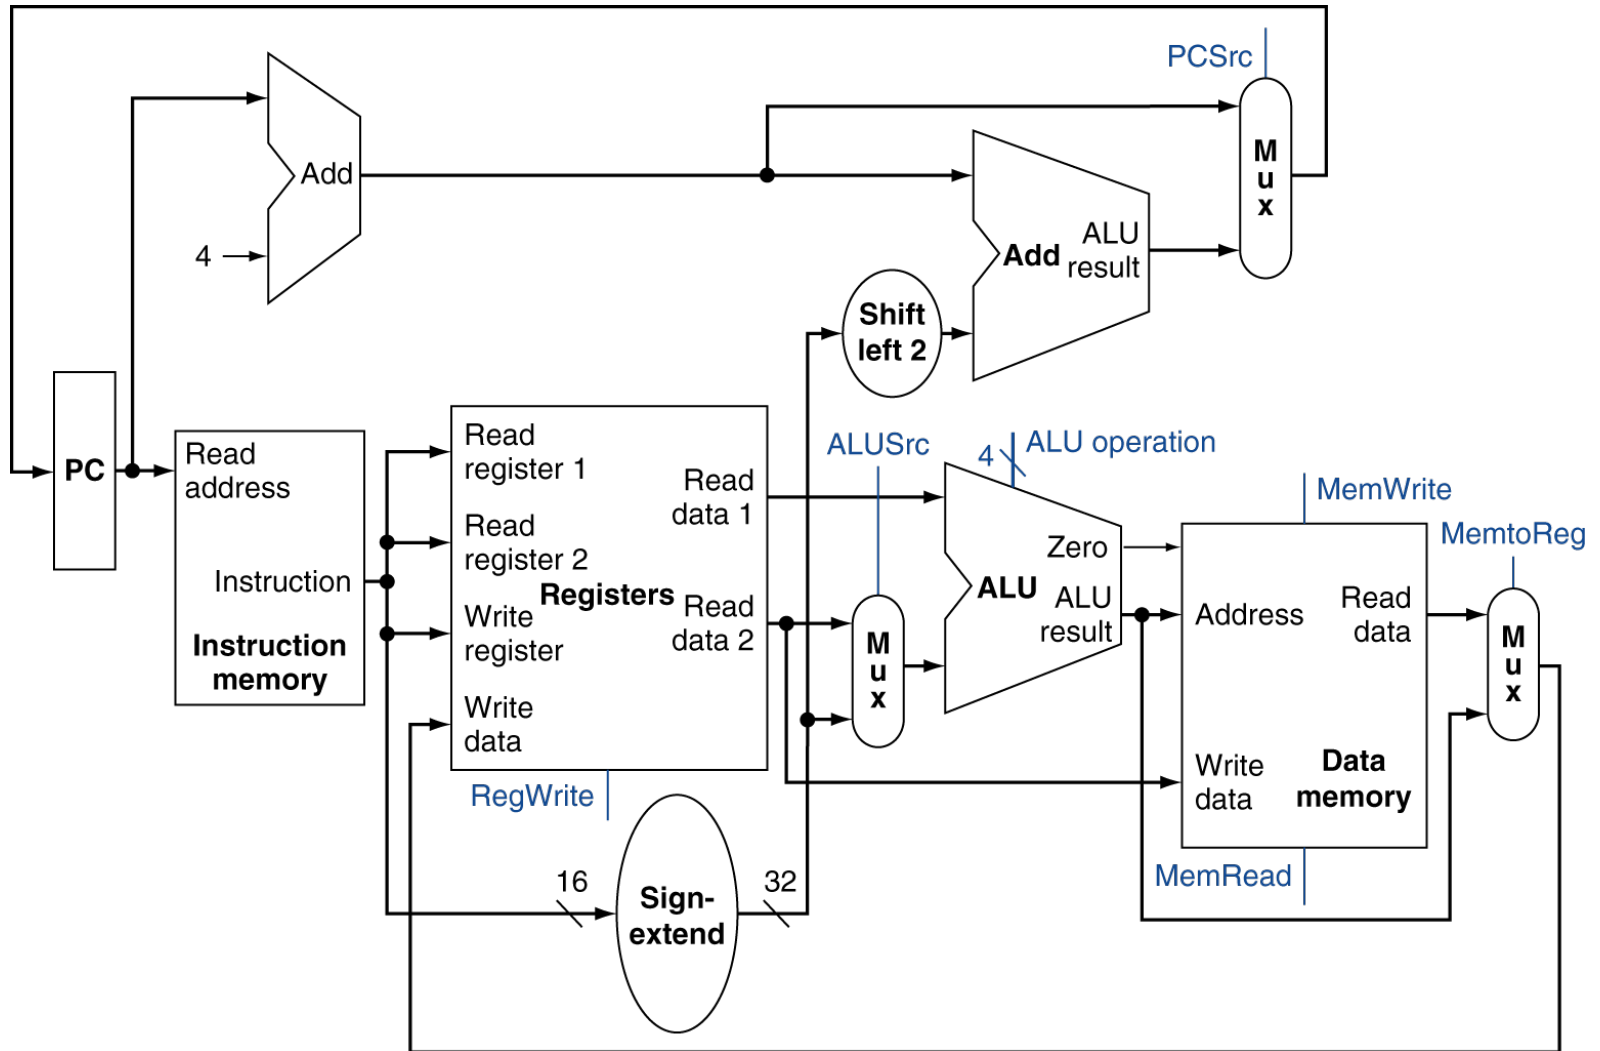 PCSrc
M
u
x
Add
4
Add
ALU
result
Shift
left 2
PC
Read
address
Instruction
Instruction
memory
Read
register 1
Read
register 2
Write
register
Write
data
Registers
Read
data 1
Read
data 2
RegWrite
16
Sign-
extend
32
ALUSrc
M
u
x
4
ALU operation
Zero
ALU
ALU
result
MemWrite
Address
Read
data
Write
data
Data
memory
MemRead
MemtoReg
M
u
x